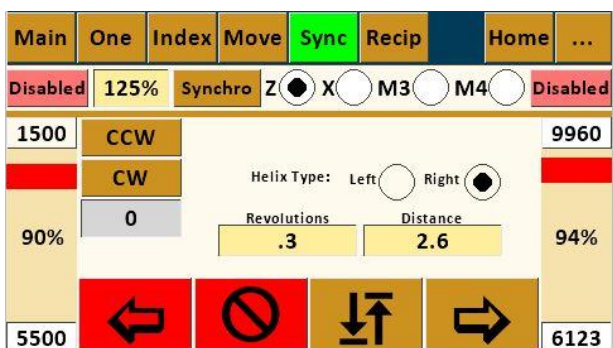 Main One Index Move Sync Recip Home ...
Disabled 125% Synchro Z X M3 M4 Disabled
1500 CCW 9960
CW Helix Type: Left Right
0 Revolutions Distance
90% .3 2.6 94%
5500 6123